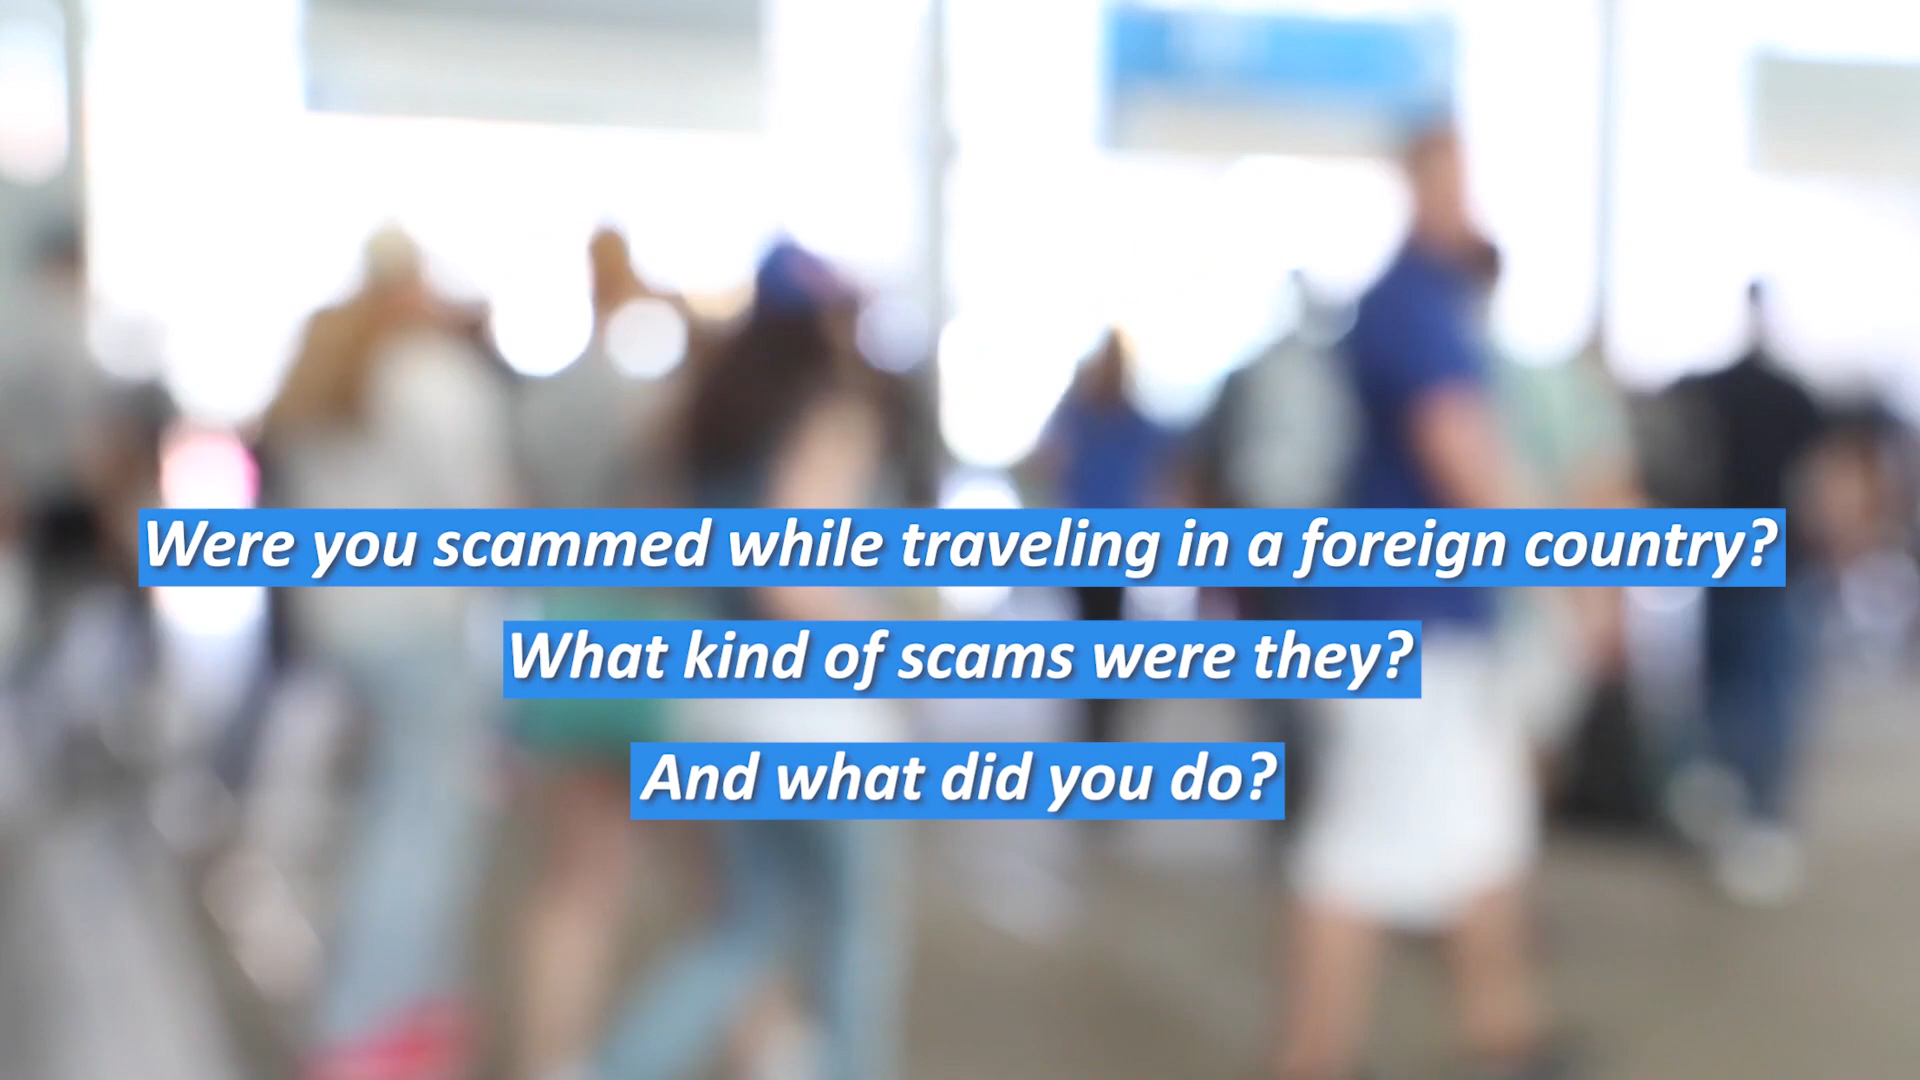 Were you scammed while traveling in a foreign country?
What kind of scams were they?
And what did you do?